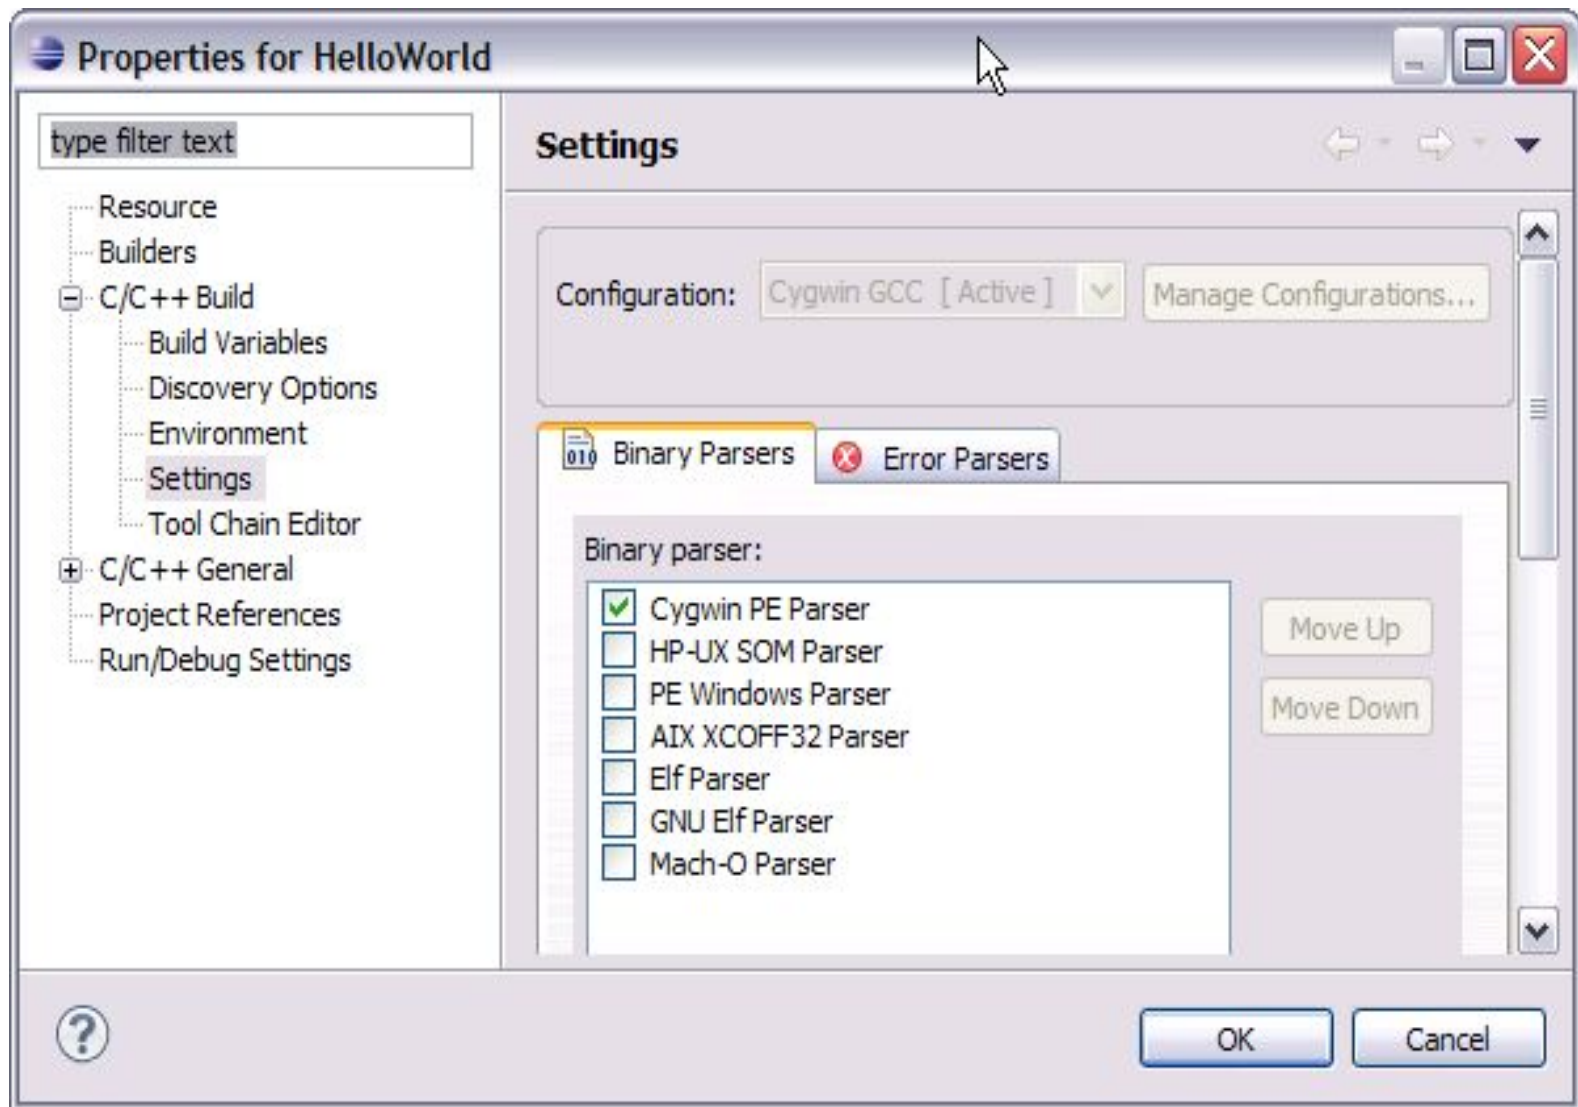 Properties for HelloWorld
type filter text
Resource
Builders
C/C++ Build
Build Variables
Discovery Options
Environment
Settings
Tool Chain Editor
C/C++ General
Project References
Run/Debug Settings
Settings
Configuration: Cygwin GCC [ Active ] Manage Configurations...
010 Binary Parsers Error Parsers
Binary parser:
Cygwin PE Parser
HP-UX SOM Parser
PE Windows Parser
AIX XCOFF32 Parser
Elf Parser
GNU Elf Parser
Mach-O Parser
Move Up
Move Down
? OK Cancel